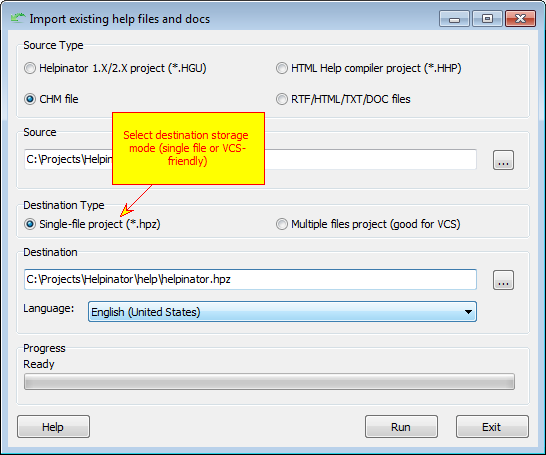 Import existing help files and docs
Source Type
Helpinator 1.X/2.X project (*.HGU)
HTML Help compiler project (*.HHP)
CHM file
RTF/HTML/TXT/DOC files
Select destination storage
mode (single file or VCS-
friendly)
Source
...
Destination Type
Single-file project (*.hpz)
Multiple files project (good for VCS)
Destination
C:\Projects\Helpinator\help\helpinator.hpz
...
Language:
English (United States)
Progress
Ready
Help
Run
Exit